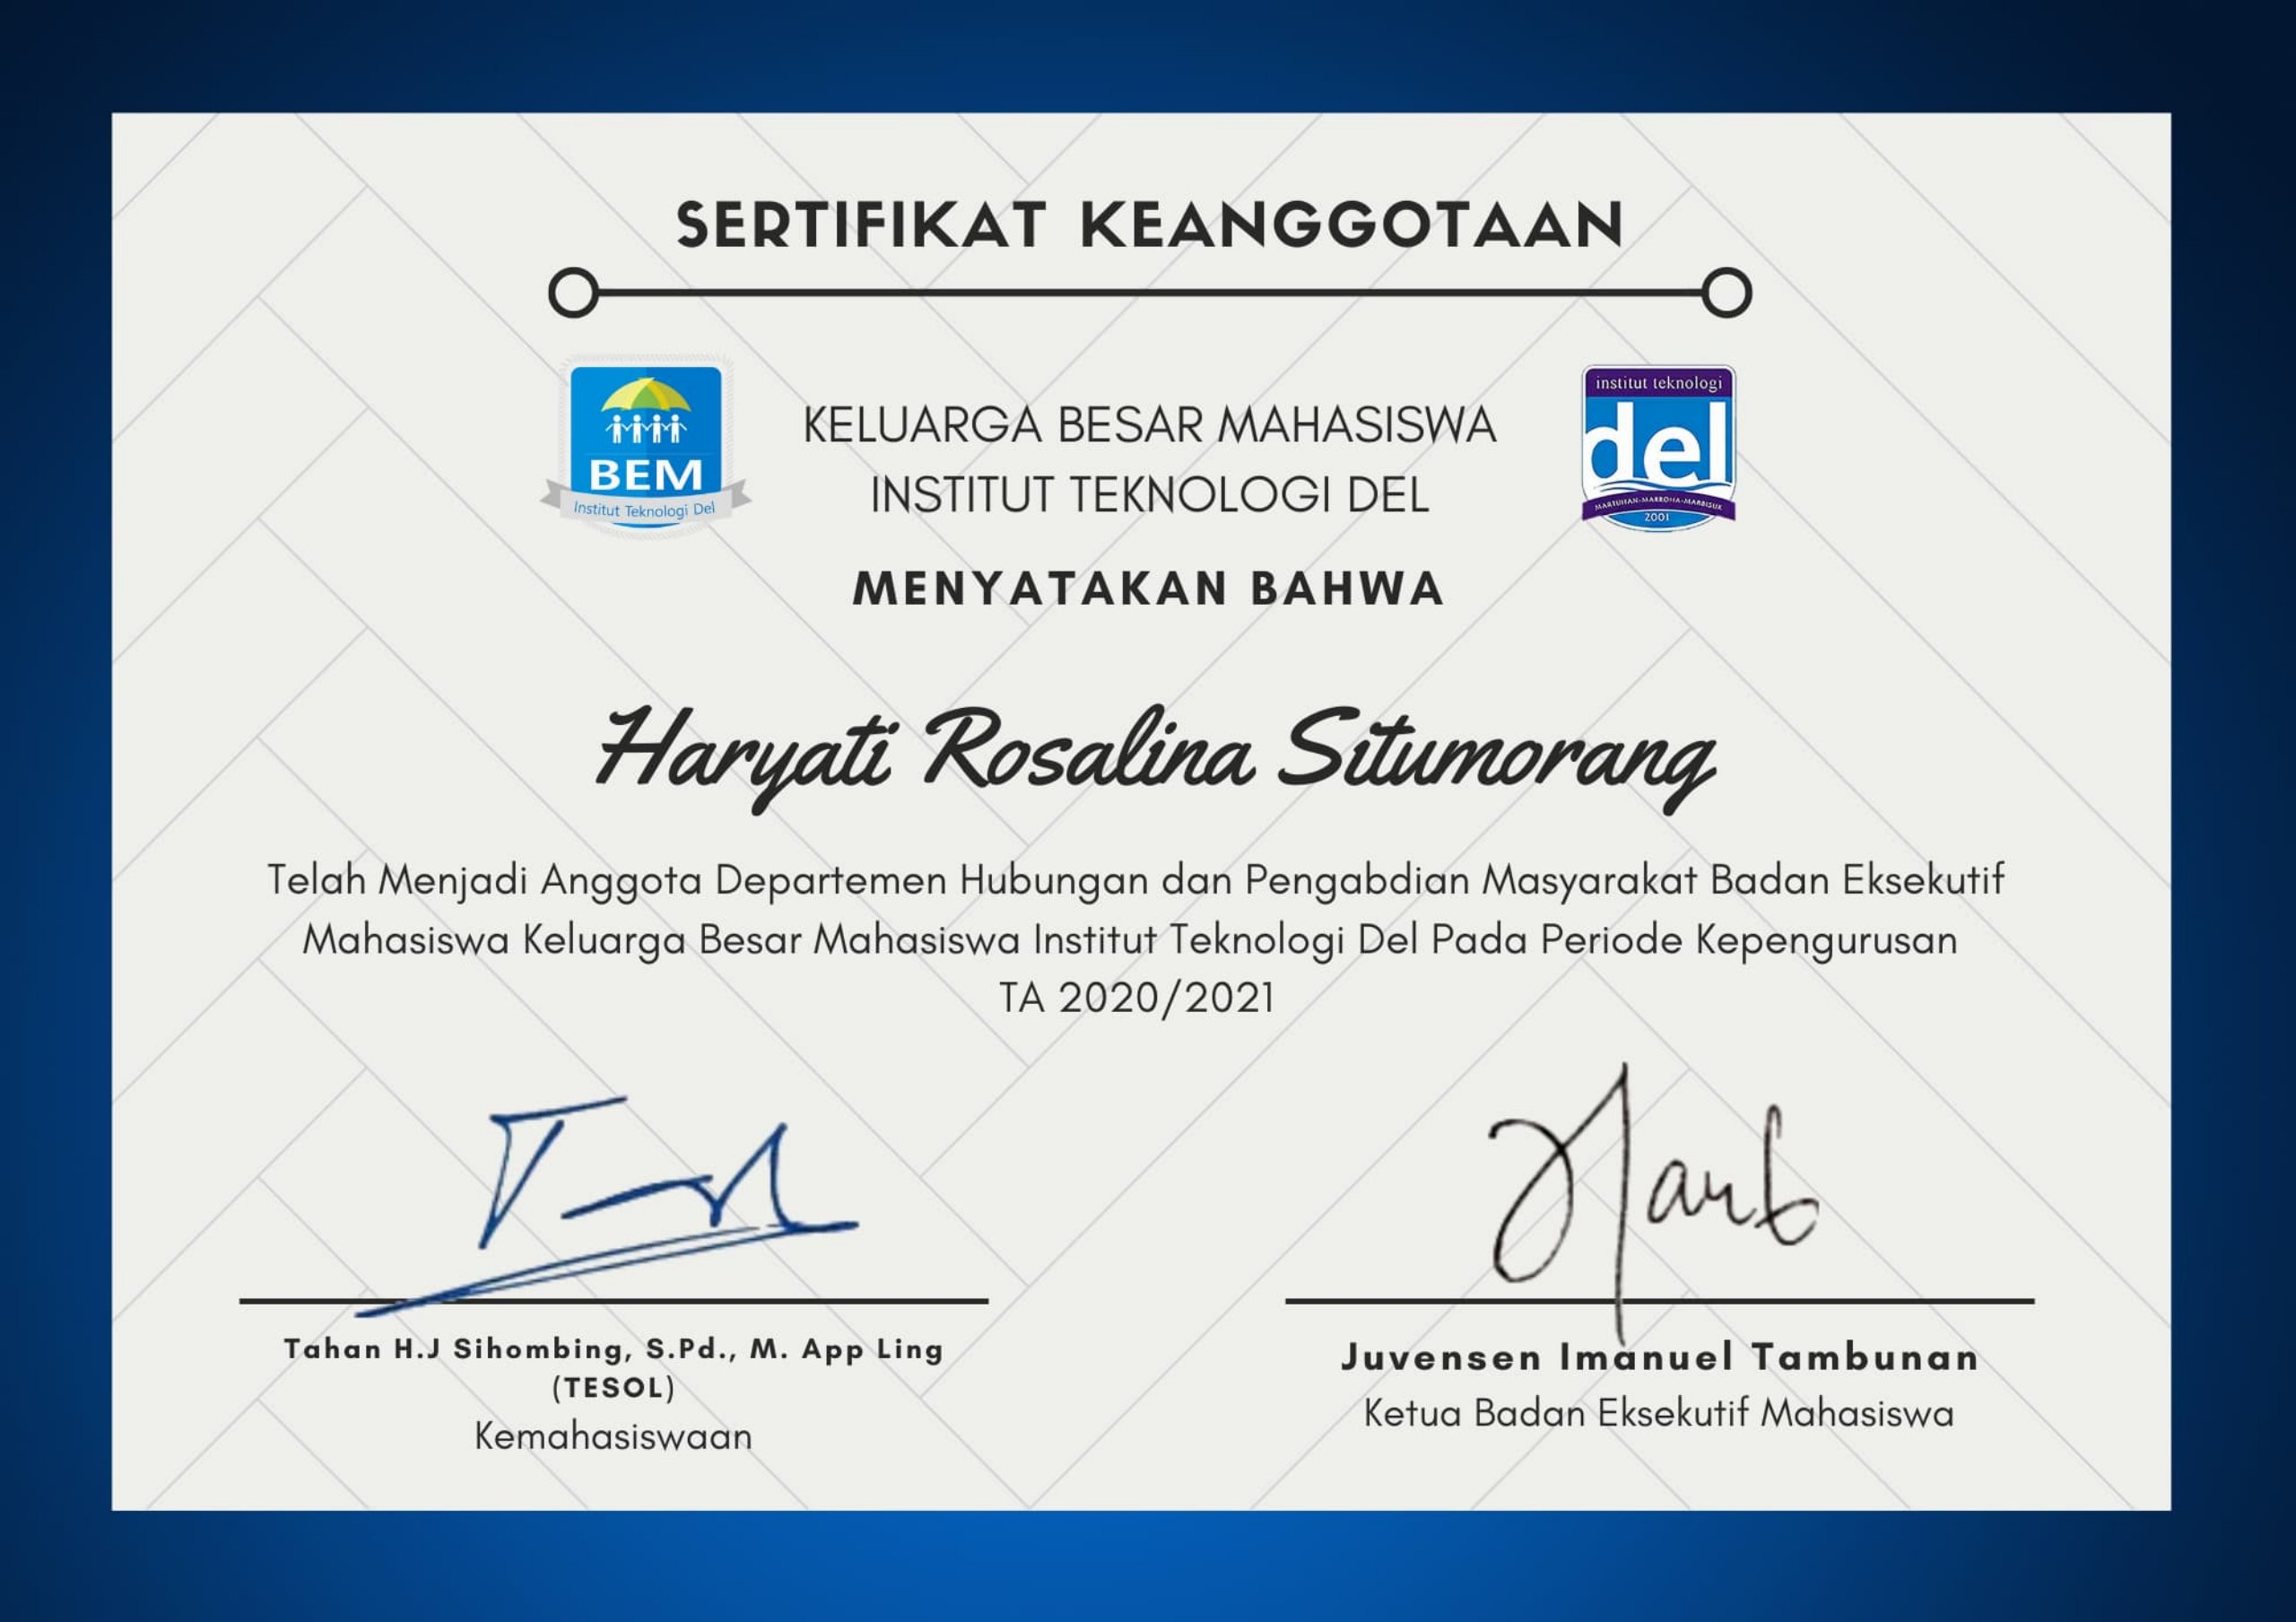 SERTIFIKAT KEANGGOTAAN
BEM
Institut Teknologi Del
KELUARGA BESAR MAHASISWA
INSTITUT TEKNOLOGI DEL
institut teknologi
del
MARTUHAN-MARROHA-MARBISUK
2001
MENYATAKAN BAHWA
Haryati Rosalina Situmorang
Telah Menjadi Anggota Departemen Hubungan dan Pengabdian Masyarakat Badan Eksekutif
Mahasiswa Keluarga Besar Mahasiswa Institut Teknologi Del Pada Periode Kepengurusan
TA 2020/2021
Tahan H.J Sihombing, S.Pd., M. App Ling
(TESOL)
Kemahasiswaan
Juvensen Imanuel Tambunan
Ketua Badan Eksekutif Mahasiswa